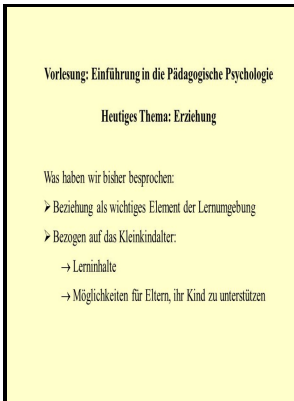 Vorlesung: Einführung in die Pädagogische Psychologie
Heutiges Thema: Erziehung
Was haben wir bisher besprochen:
➢ Beziehung als wichtiges Element der Lernumgebung
➢ Bezogen auf das Kleinkindalter:
→ Lerninhalte
→ Möglichkeiten für Eltern, ihr Kind zu unterstützen